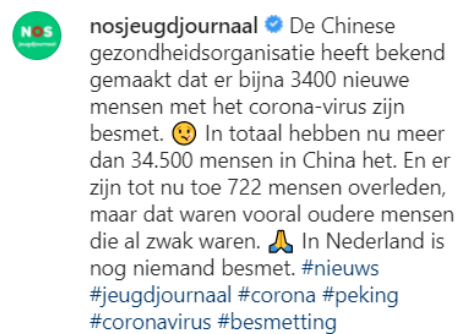 NOS
jeugdjournaal
nosjeugdjournaal De Chinese
gezondheidsorganisatie heeft bekend
gemaakt dat er bijna 3400 nieuwe
mensen met het corona-virus zijn
besmet. 🤒 In totaal hebben nu meer
dan 34.500 mensen in China het. En er
zijn tot nu toe 722 mensen overleden,
maar dat waren vooral oudere mensen
die al zwak waren. 🙏 In Nederland is
nog niemand besmet. #nieuws
#jeugdjournaal #corona #peking
#coronavirus #besmetting